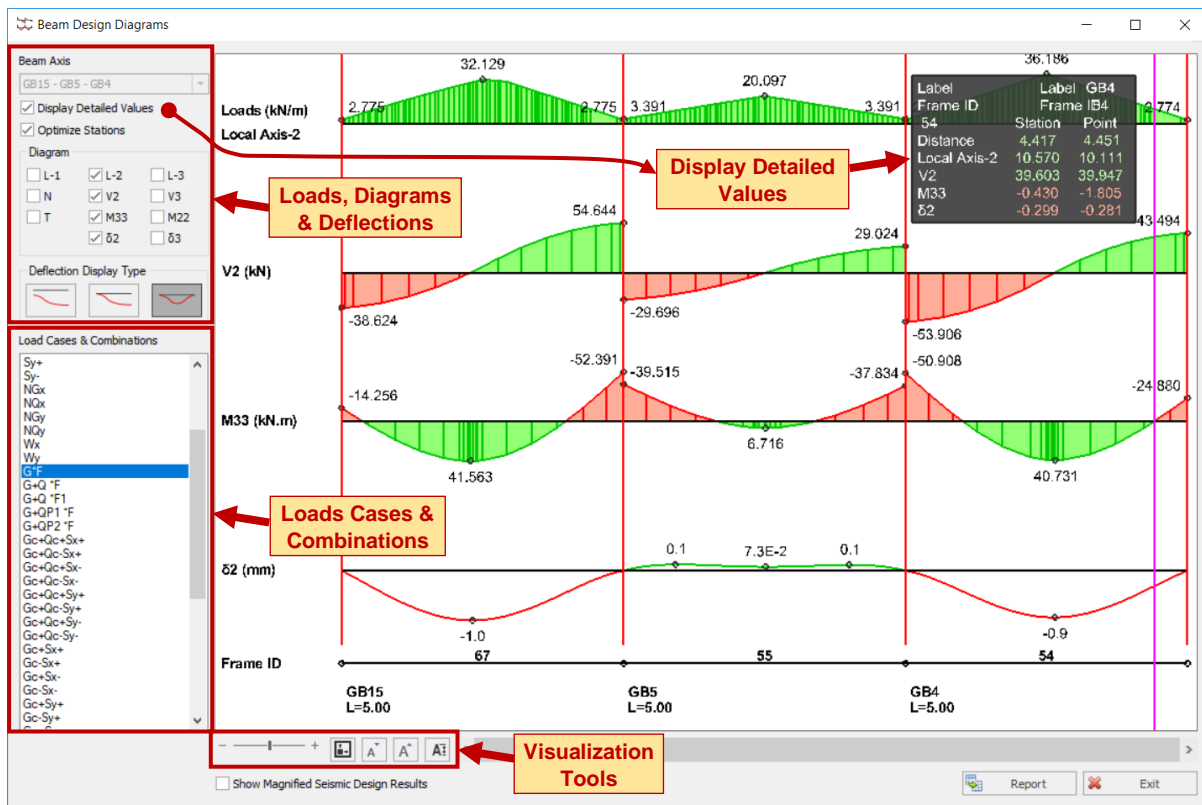 Beam Design Diagrams
Beam Axis
GB15 - GB5 - GB4
Display Detailed Values
Optimize Stations
Diagram
L-1 L-2 L-3
N V2 V3
T M33 M22
δ2 δ3
Deflection Display Type
Loads, Diagrams
& Deflections
Load Cases & Combinations
Sy+
Sy-
NGx
NQx
NGy
NQy
Wx
Wy
G*F
G+Q *F
G+Q *F1
G+QP1 *F
G+QP2 *F
Gc+Qc+Sx+
Gc+Qc-Sx+
Gc+Qc+Sx-
Gc+Qc-Sx-
Gc+Qc+Sy+
Gc+Qc-Sy+
Gc+Qc+Sy-
Gc+Qc-Sy-
Gc+Sx+
Gc-Sx+
Gc+Sx-
Gc-Sx-
Gc+Sy+
Gc-Sy+
Loads Cases &
Combinations
Loads (kN/m)
Local Axis-2
2.775 32.129 2.775 3.391 20.097 3.391 36.186 2.774
Label Label GB4
Frame ID Frame ID4
54 Station Point
Distance 4.417 4.451
Local Axis-2 10.570 10.111
V2 39.603 39.947
M33 -0.430 -1.805
δ2 -0.299 -0.281
Display Detailed
Values
V2 (kN)
-38.624 54.644 -29.696 29.024 -53.906 43.494
M33 (kN.m)
-14.256 41.563 -52.391 -39.515 6.716 -37.834 -50.908 40.731 -24.880
δ2 (mm)
-1.0 0.1 7.3E-2 0.1 -0.9
Frame ID 67 55 54
GB15 GB5 GB4
L=5.00 L=5.00 L=5.00
- + A A A
Visualization
Tools
Show Magnified Seismic Design Results
Report Exit